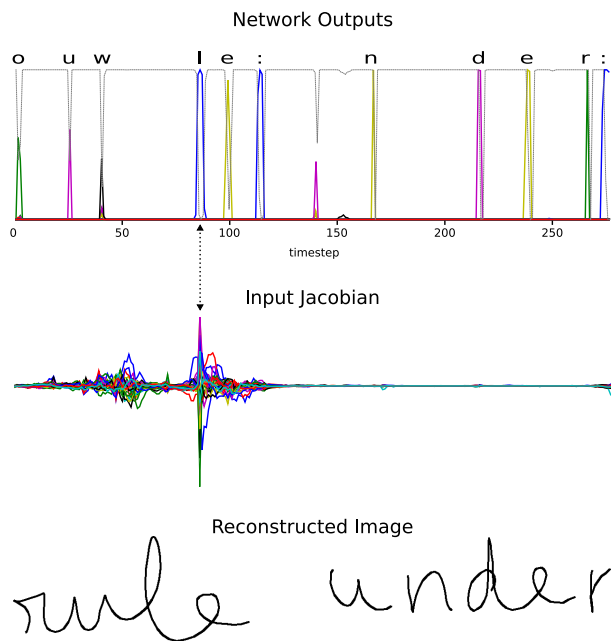 Network Outputs
o u w l e : n d e r :
0 50 100 150 200 250
timestep
Input Jacobian
Reconstructed Image
rule under